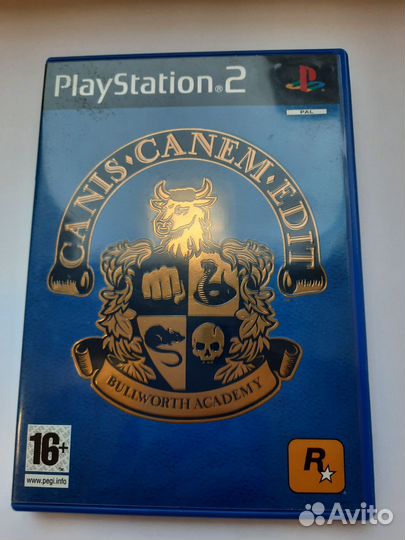 PlayStation®2
PAL
CANIS·CANEM·EDIT
BULLWORTH ACADEMY
16+
www.pegi.info
R
Avito